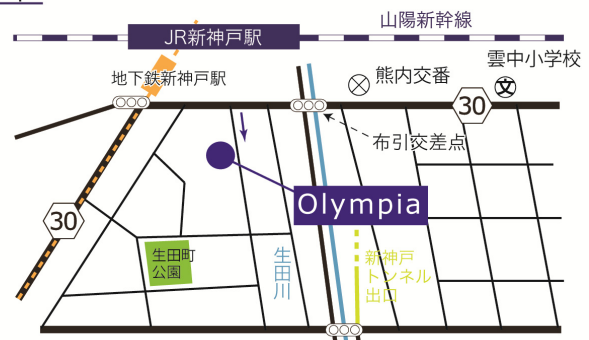 山陽新幹線
JR新神戸駅
雲中小学校
地下鉄新神戸駅
熊内交番
文
30
布引交差点
Olympia
30
生田町
公園
生田川
新神戸
トンネル
出口